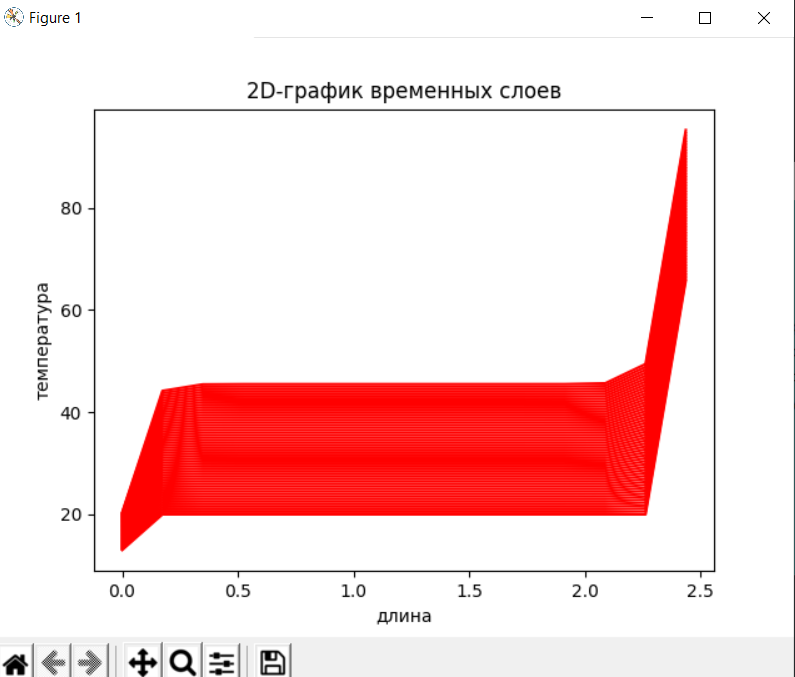 Figure 1
2D-график временных слоев
80
60
40
20
температура
0.0 0.5 1.0 1.5 2.0 2.5
длина